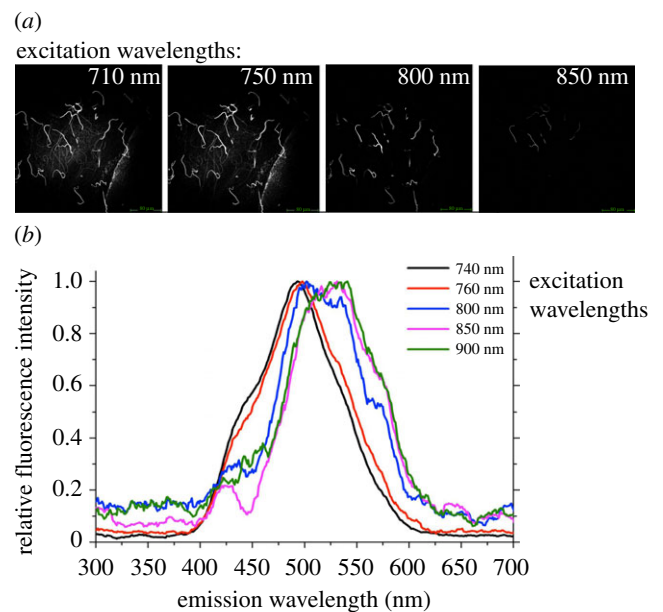 (a)
excitation wavelengths:
710 nm
750 nm
800 nm
850 nm
(b)
relative fluorescence intensity
1.0
0.8
0.6
0.4
0.2
0
740 nm
760 nm
800 nm
850 nm
900 nm
excitation
wavelengths
300 350 400 450 500 550 600 650 700
emission wavelength (nm)